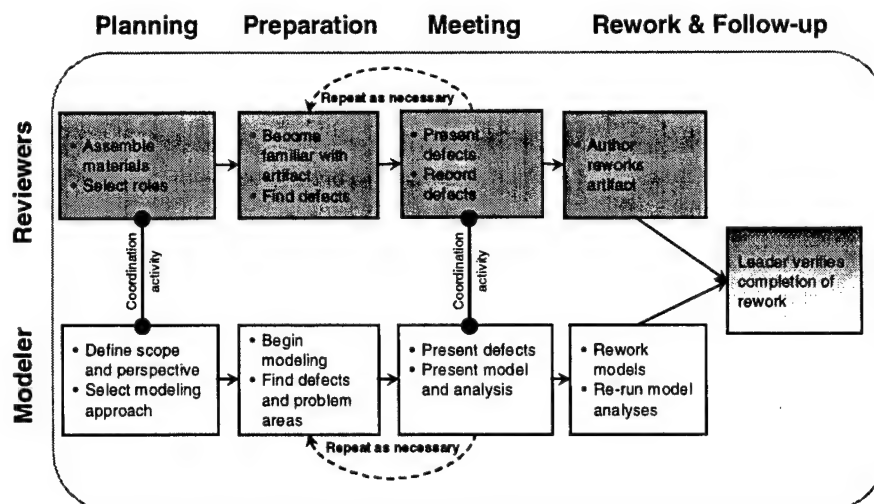 Planning
Preparation
Meeting
Rework & Follow-up
Reviewers
Repeat as necessary
• Assemble
materials
• Select roles
• Become
familiar with
artifact
• Find defects
• Present
defects
• Record
defects
• Author
reworks
artifact
Coordination
activity
Coordination
activity
Leader verifies
completion of
rework
Modeler
• Define scope
and perspective
• Select modeling
approach
• Begin
modeling
• Find defects
and problem
areas
• Present defects
• Present model
and analysis
• Rework
models
• Re-run model
analyses
Repeat as necessary